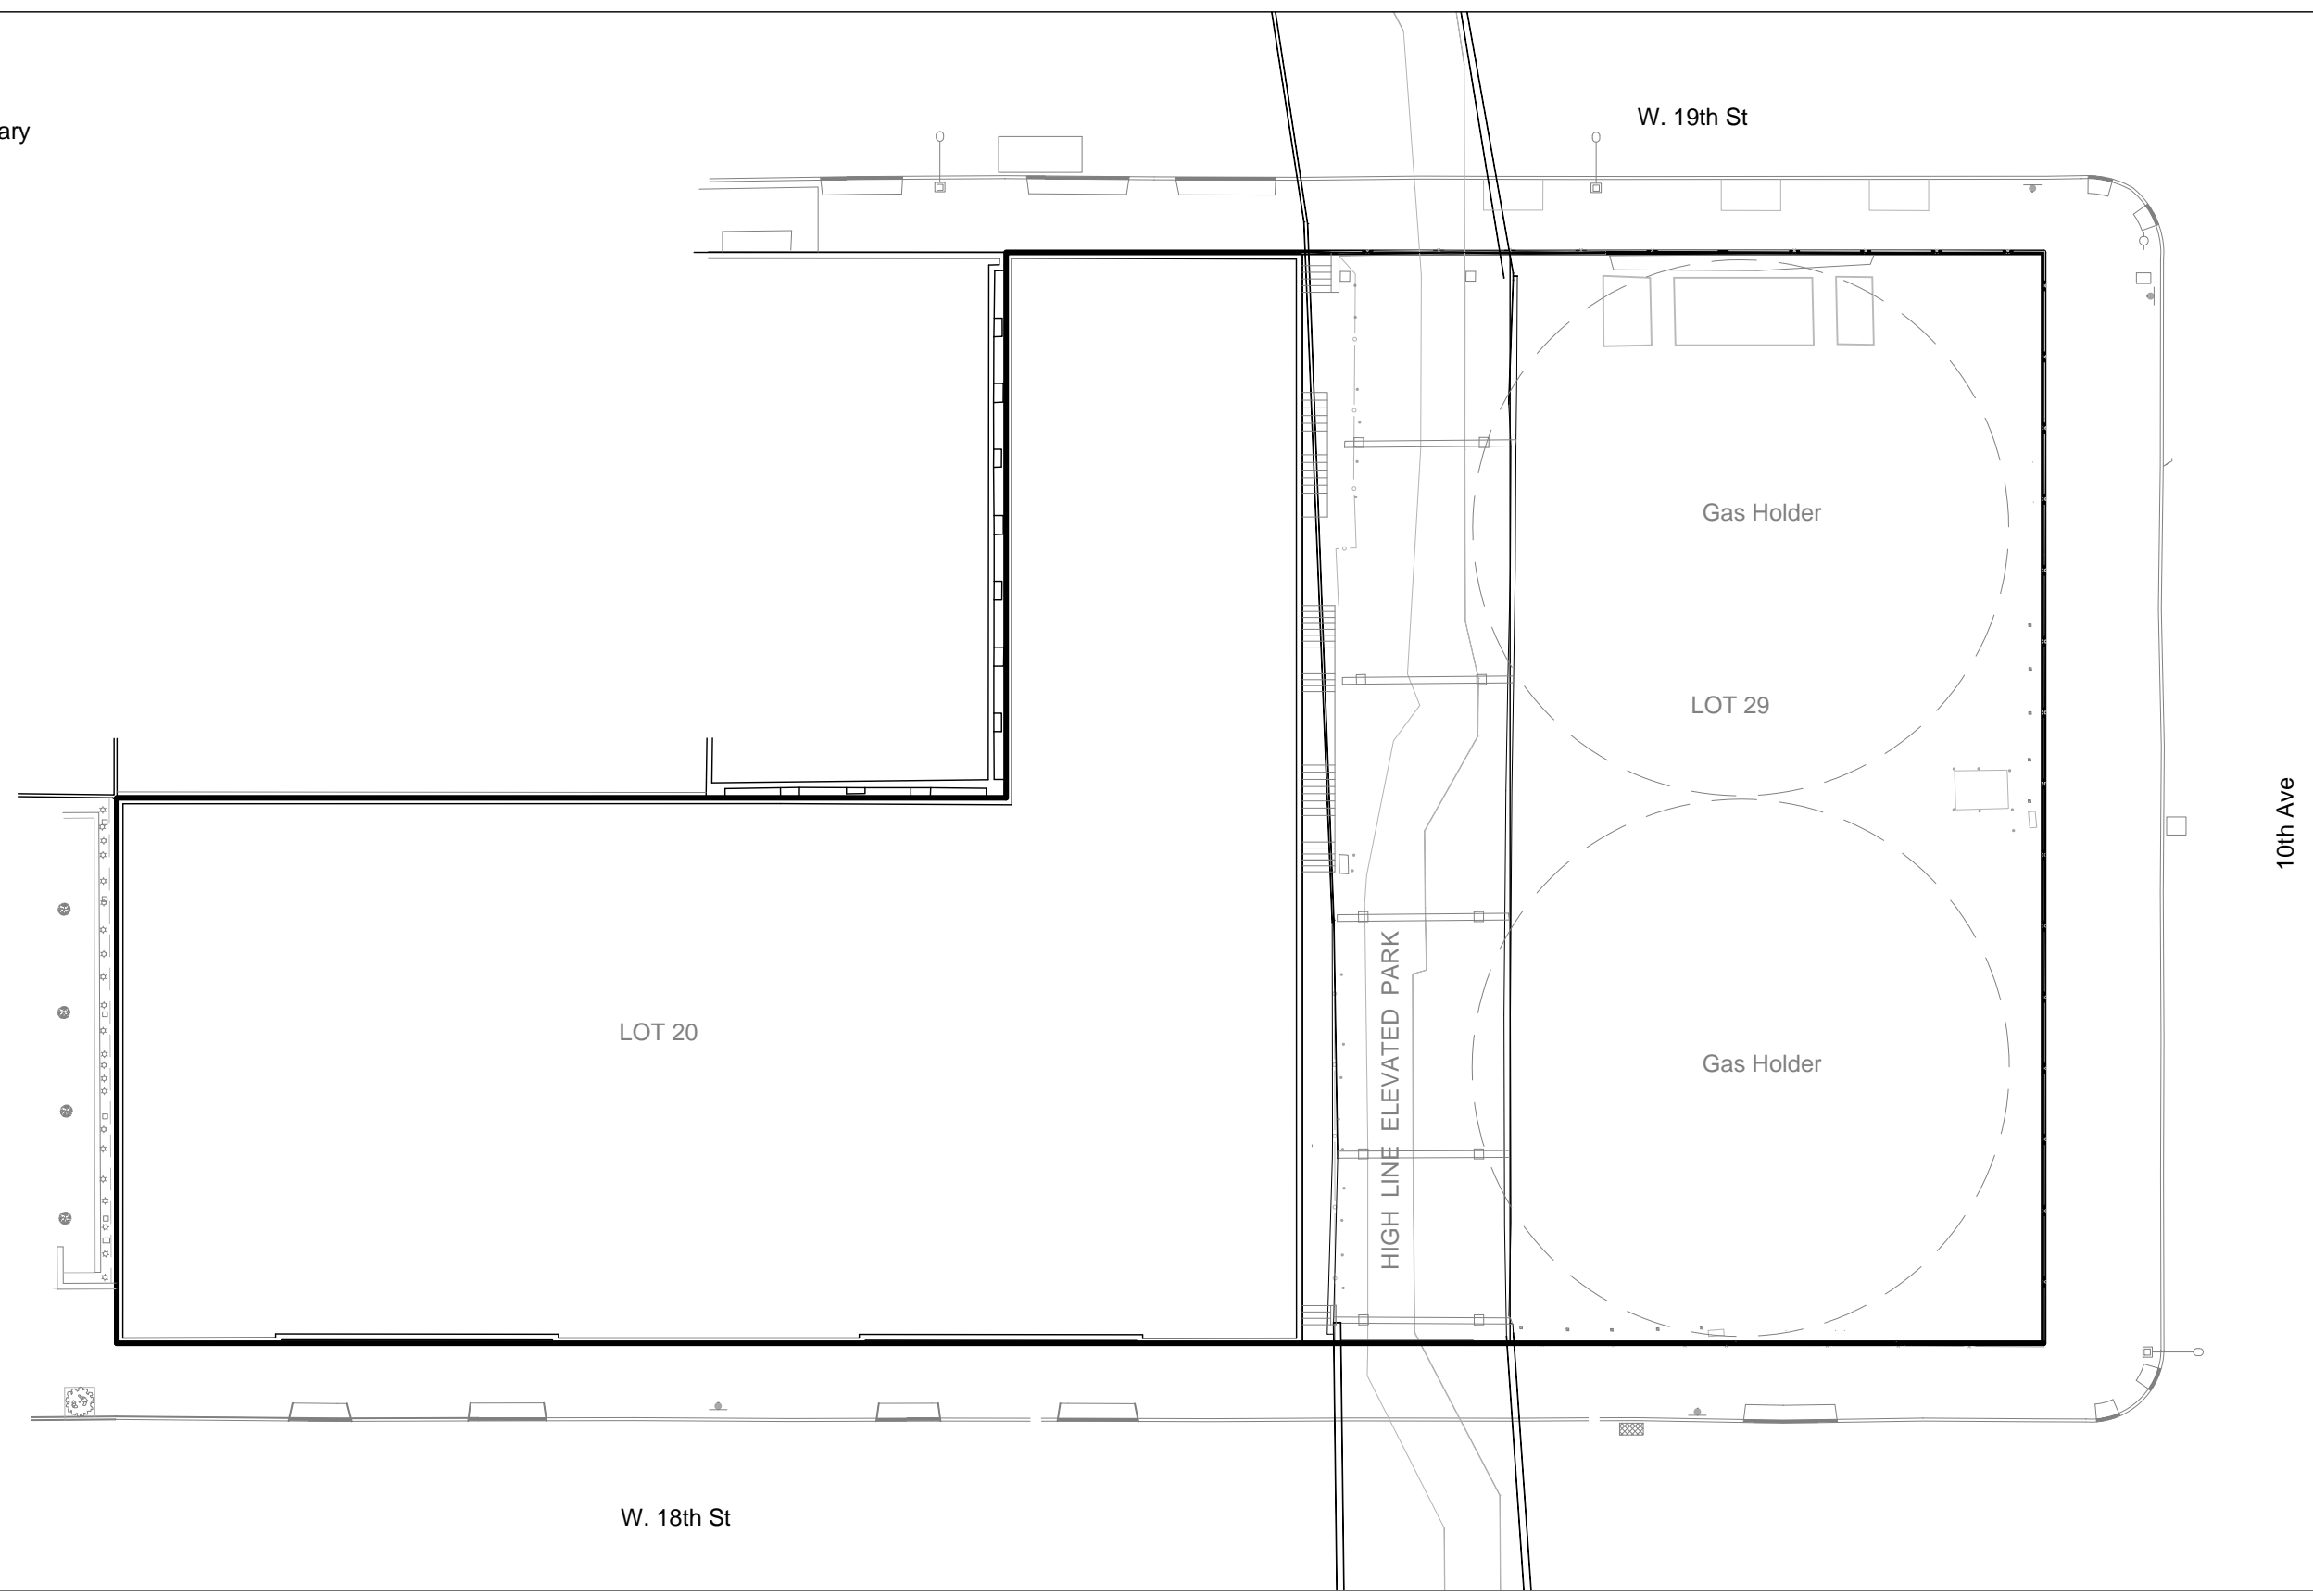 ary
W. 19th St
Gas Holder
LOT 29
10th Ave
HIGH LINE ELEVATED PARK
LOT 20
Gas Holder
W. 18th St